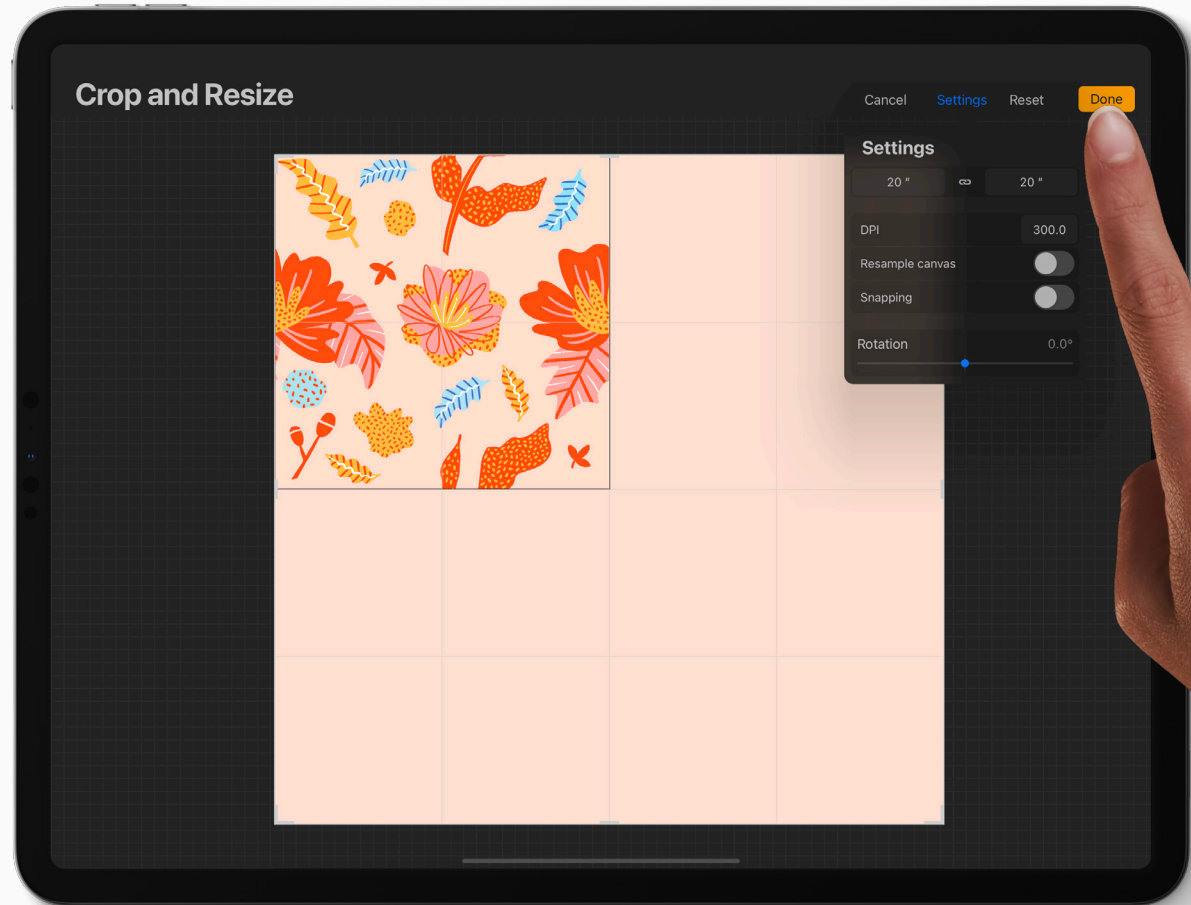 Crop and Resize
Cancel Settings Reset Done
Settings
20 ″ 20 ″
DPI 300.0
Resample canvas
Snapping
Rotation 0.0°